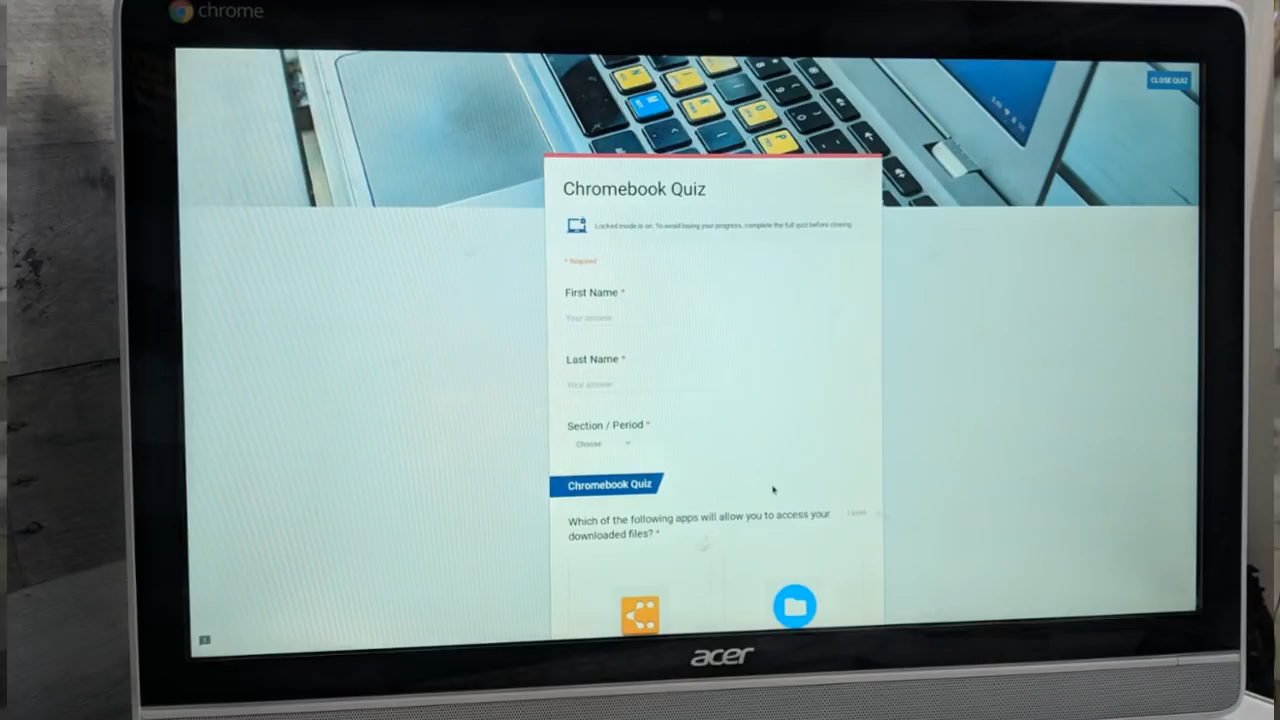 chrome
CLOSE QUIZ
Chromebook Quiz
Locked mode is on. To avoid losing your progress, complete the full quiz before closing
* Required
First Name *
Your answer
Last Name *
Your answer
Section / Period *
Choose
Chromebook Quiz
Which of the following apps will allow you to access your
downloaded files? *
acer